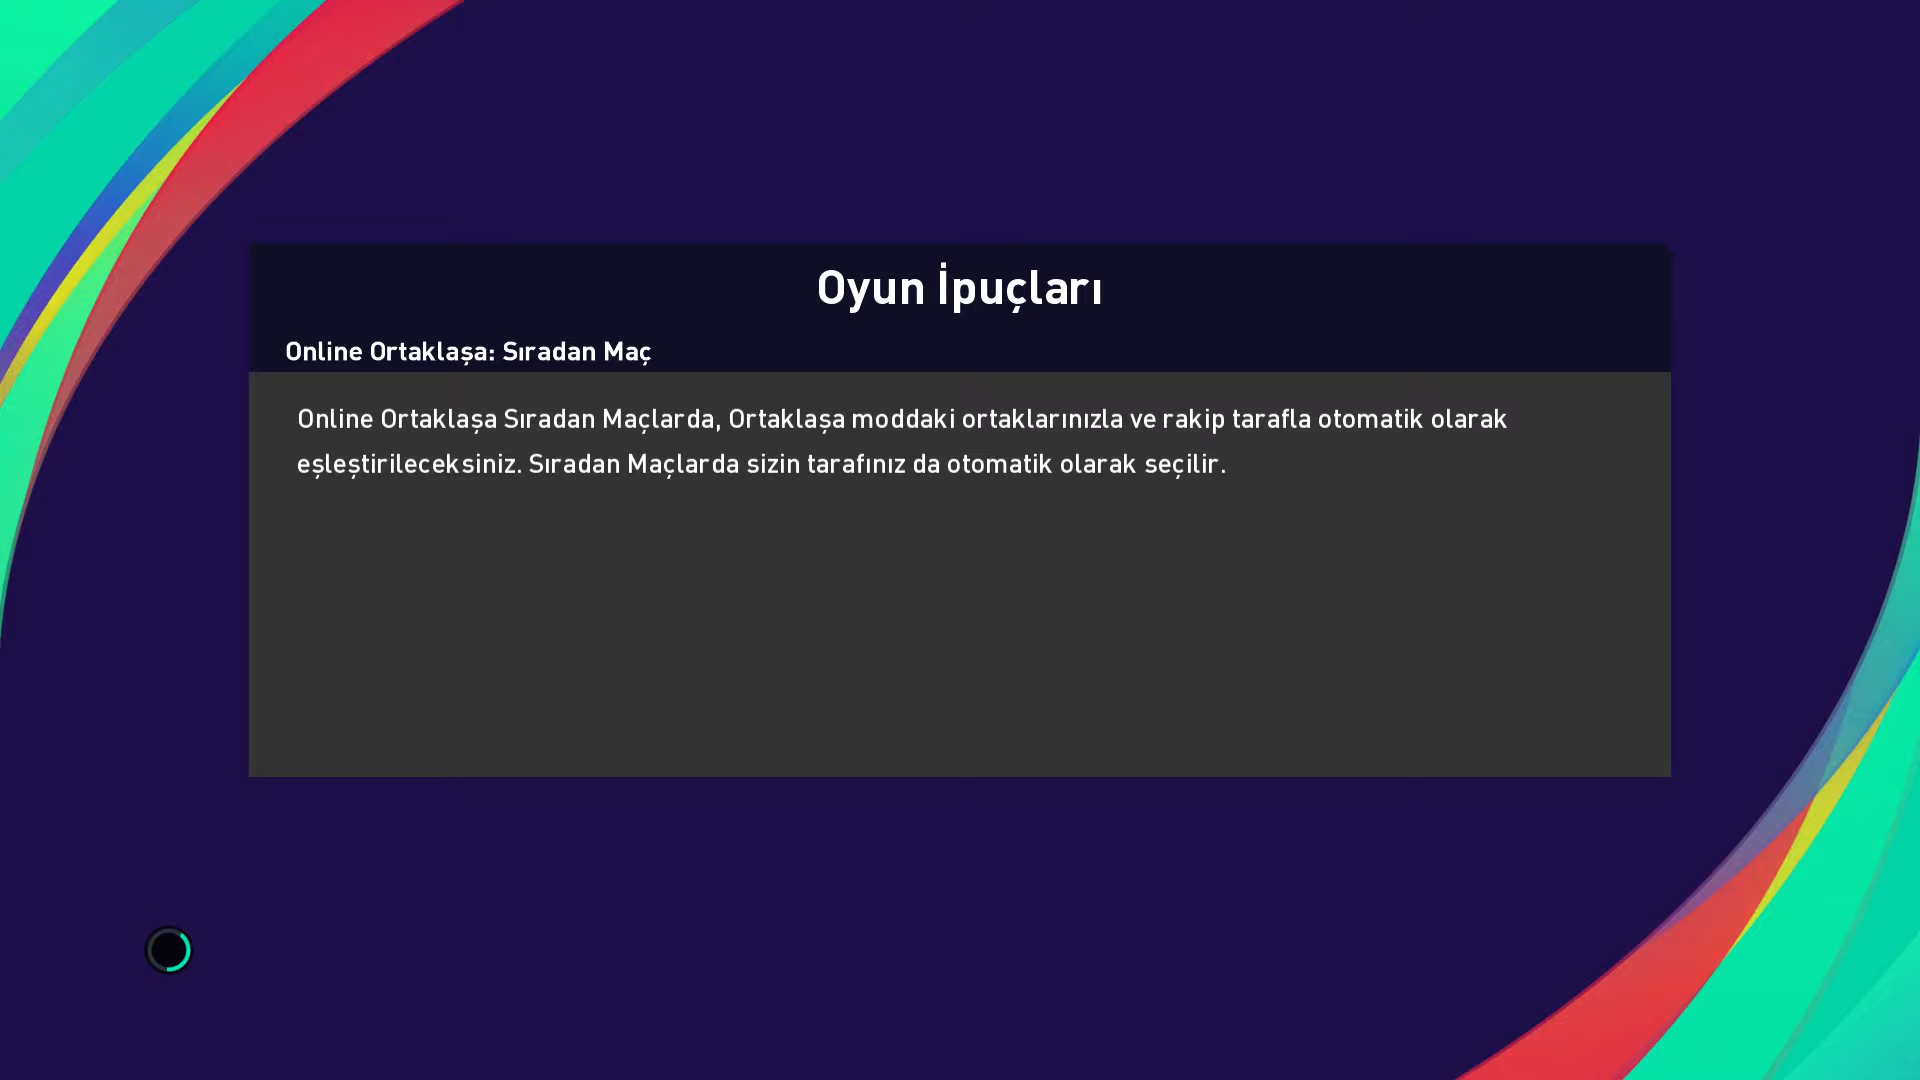 Oyun İpuçları
Online Ortaklaşa: Sıradan Maç
Online Ortaklaşa Sıradan Maçlarda, Ortaklaşa moddaki ortaklarınızla ve rakip tarafla otomatik olarak
eşleştirileceksiniz. Sıradan Maçlarda sizin tarafınız da otomatik olarak seçilir.